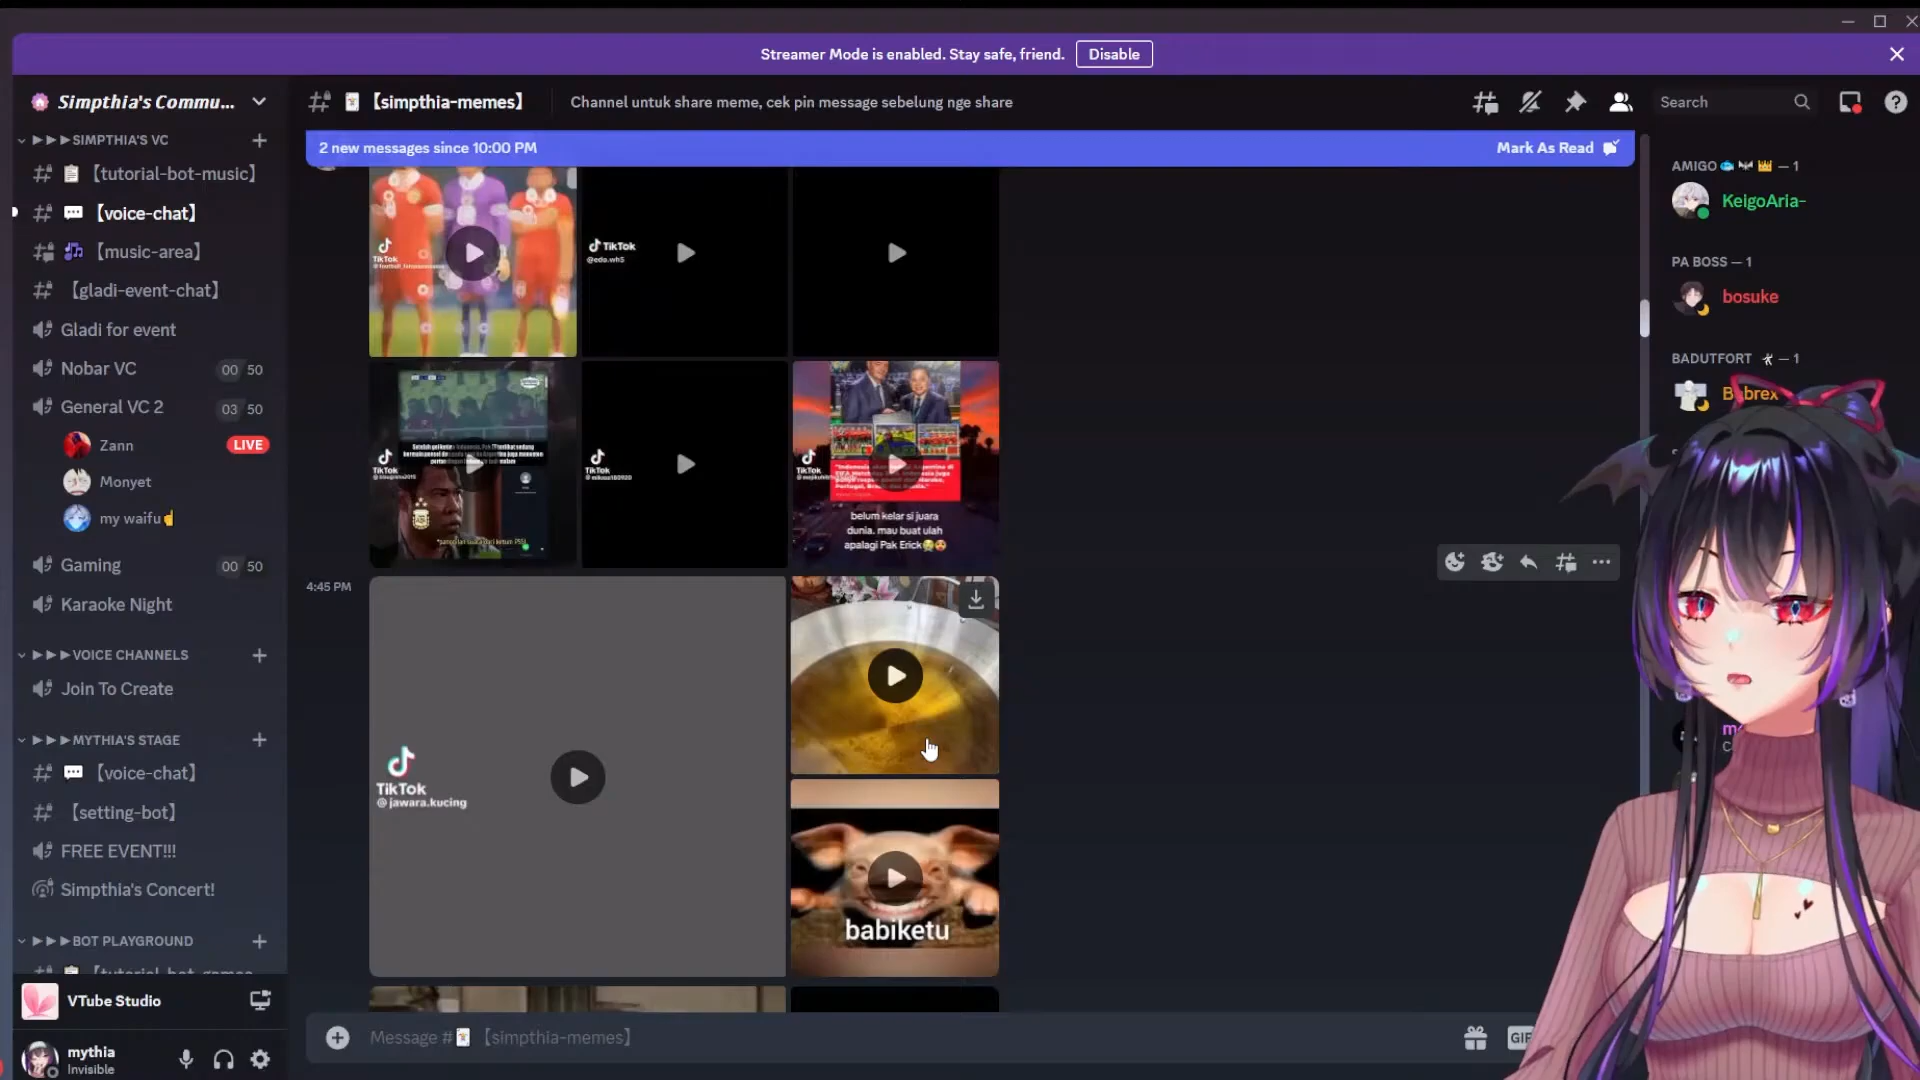 Streamer Mode is enabled. Stay safe, friend.
Disable
Simpthia's Commu...
【simpthia-memes】
Channel untuk share meme, cek pin message sebelung nge share
Search
2 new messages since 10:00 PM
Mark As Read
▶▶▶SIMPTHIA'S VC
【tutorial-bot-music】
【voice-chat】
【music-area】
【gladi-event-chat】
Gladi for event
Nobar VC
00 50
General VC 2
03 50
Zann
LIVE
Monyet
my waifu☝
Gaming
00 50
Karaoke Night
▶▶▶VOICE CHANNELS
Join To Create
▶▶▶MYTHIA'S STAGE
【voice-chat】
【setting-bot】
FREE EVENT!!!
Simpthia's Concert!
▶▶▶BOT PLAYGROUND
VTube Studio
mythia
Invisible
TikTok
TikTok
@edo.wh5
TikTok
TikTok
TikTok
belum kelar si juara
dunia. mau buat ulah
apalagi Pak Erick
4:45 PM
TikTok
@jawara.kucing
babiketu
Message #【simpthia-memes】
GIF
AMIGO — 1
KeigoAria-
PA BOSS — 1
bosuke
BADUTFORT — 1